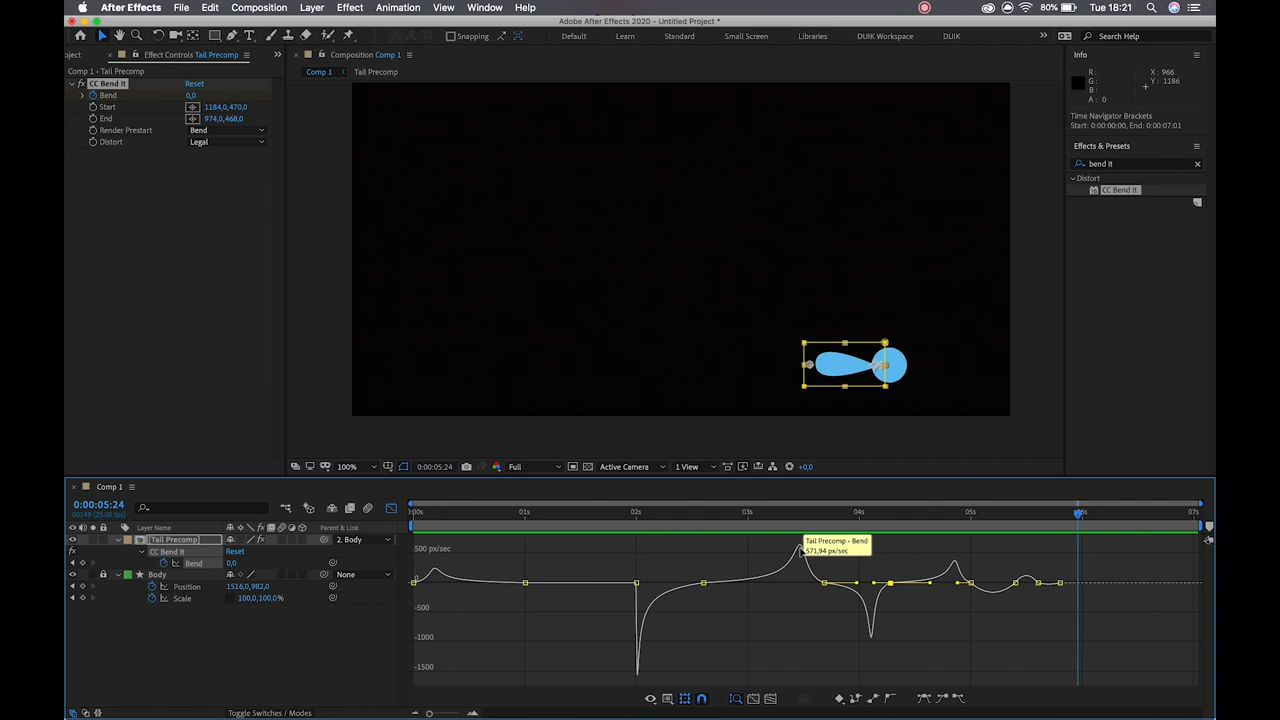 After Effects File Edit Composition Layer Effect Animation View Window Help 80% Tue 18:21
Adobe After Effects 2020 - Untitled Project *
Snapping Default Learn Standard Small Screen Libraries DUIK Workspace DUIK Search Help
oject Effect Controls Tail Precomp Composition Comp 1 Info
Comp 1 • Tail Precomp
Comp 1 Tail Precomp
R: X: 966
G: Y: 1186
B:
A: 0
fx CC Bend It Reset
Bend 0,0
Start 1184,0,470,0
End 974,0,468,0
Render Prestart Bend
Distort Legal
Time Navigator Brackets
Start: 0:00:00:00, End: 0:00:07:01
Effects & Presets
bend it
Distort
CC Bend It
100% 0:00:05:24 Full Active Camera 1 View +0,0
Comp 1
0:00:05:24
00149 (25.00 fps)
:00s 01s 02s 03s 04s 05s 07s
Layer Name Parent & Link
[Tail Precomp] 2. Body
CC Bend It Reset
Bend 0,0
Body None
Position 1516,0,982,0
Scale 100,0,100,0%
500 px/sec
0
-500
-1000
-1500
Tail Precomp - Bend
571,94 px/sec
Toggle Switches / Modes